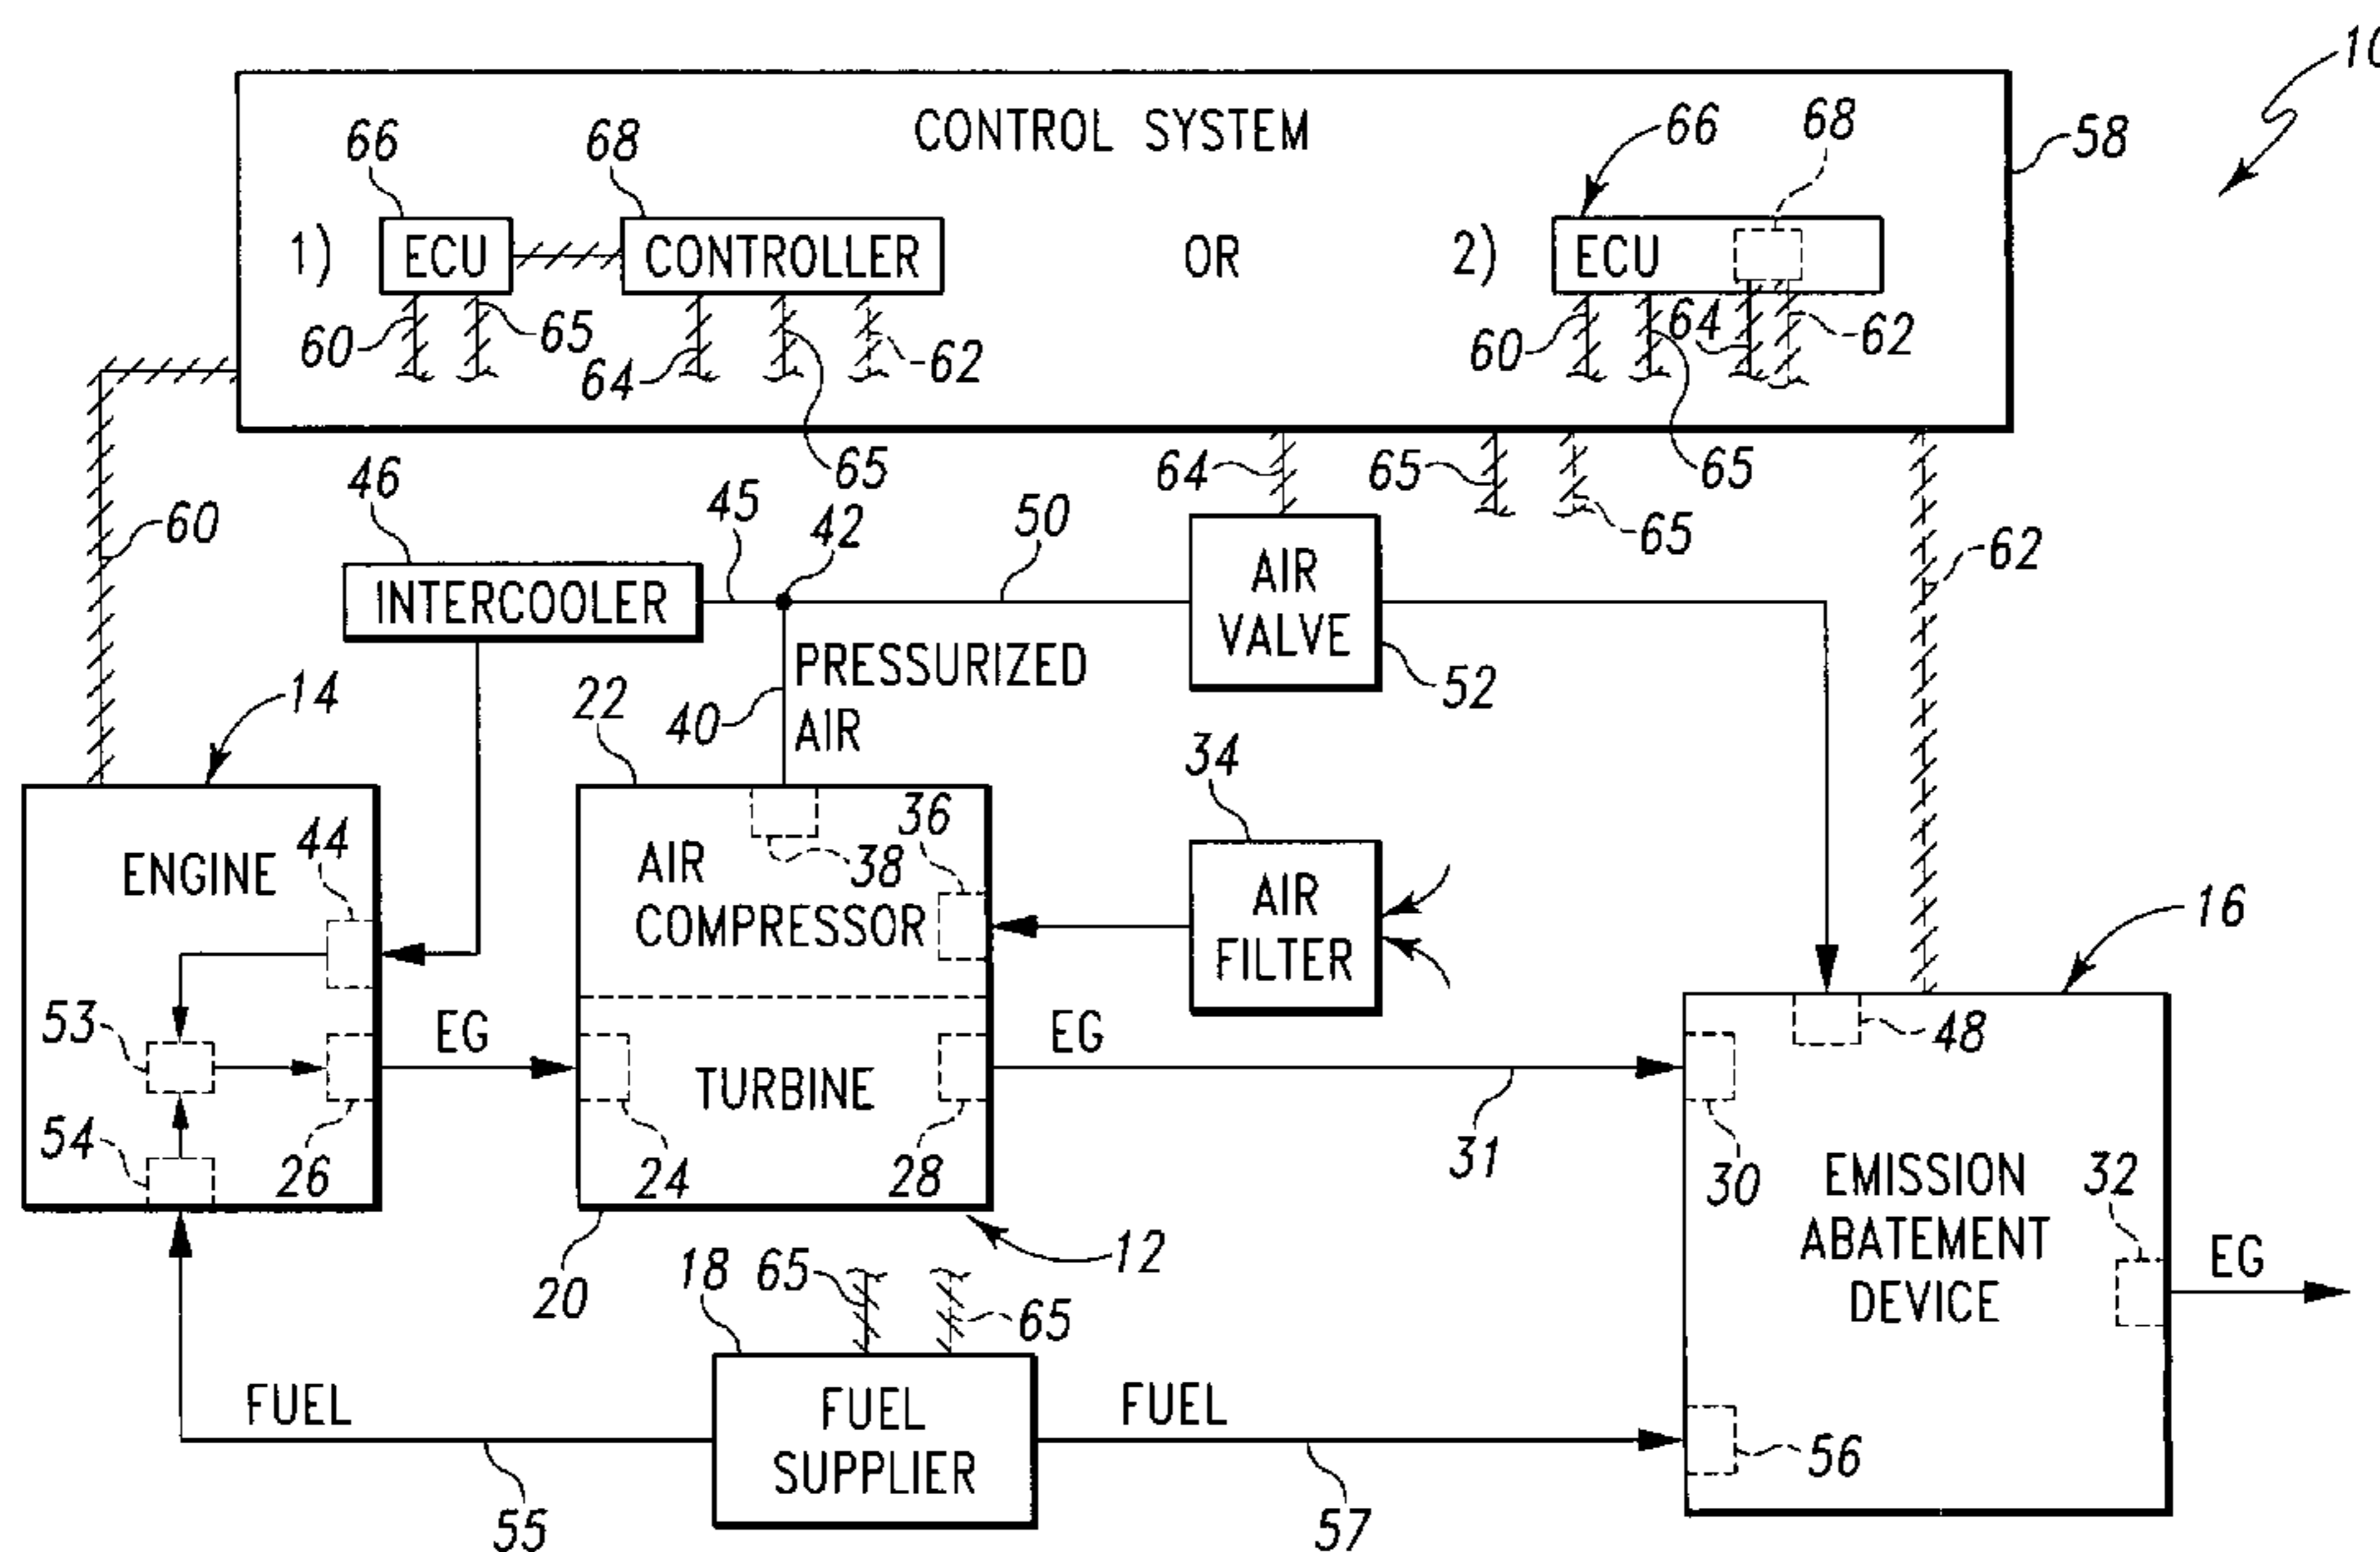 10
CONTROL SYSTEM
58
66
68
66
68
1)
ECU
CONTROLLER
OR
2)
ECU
60
65
64
62
65
60
64
62
65
64
65
65
62
60
46
45
42
50
INTERCOOLER
AIR
VALVE
52
PRESSURIZED
AIR
40
14
22
34
16
ENGINE
44
AIR
COMPRESSOR
38
36
AIR
FILTER
53
54
26
EG
TURBINE
24
28
EG
31
48
30
EMISSION
ABATEMENT
DEVICE
32
EG
20
12
18
65
65
FUEL
55
FUEL
SUPPLIER
FUEL
57
56